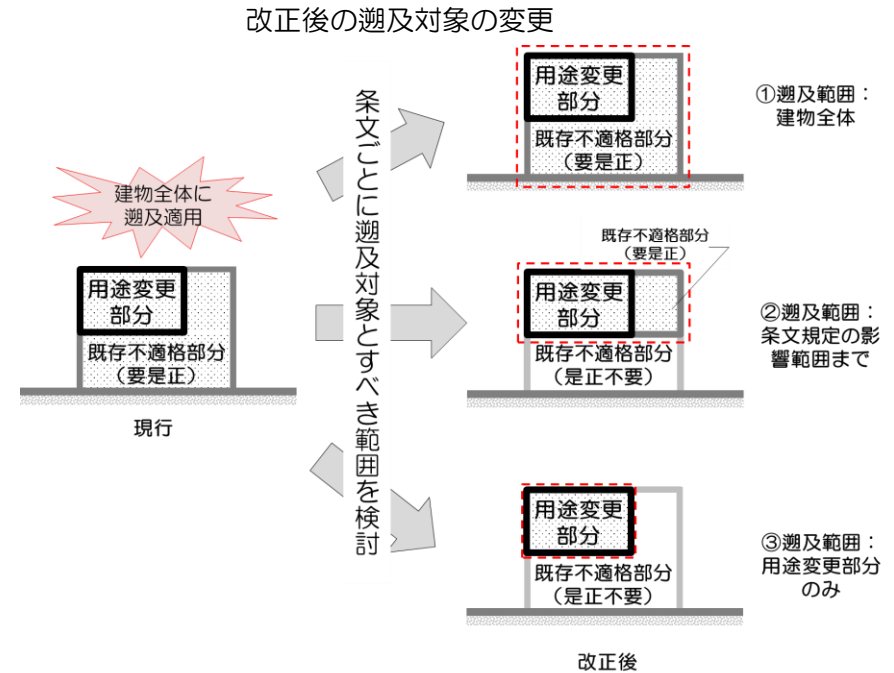 改正後の遡及対象の変更
建物全体に
遡及適用
用途変更
部分
既存不適格部分
（要是正）
現行
条文ごとに遡及対象とすべき範囲を検討
用途変更
部分
既存不適格部分
（要是正）
①遡及範囲：
建物全体
既存不適格部分
（要是正）
用途変更
部分
既存不適格部分
（是正不要）
②遡及範囲：
条文規定の影
響範囲まで
用途変更
部分
既存不適格部分
（是正不要）
③遡及範囲：
用途変更部分
のみ
改正後